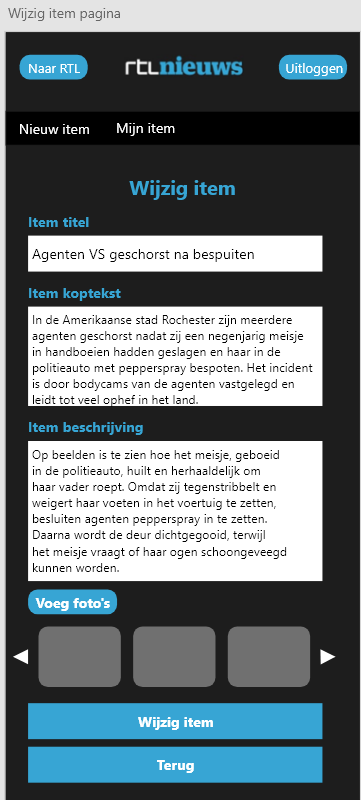 Wijzig item pagina
Naar RTL
rtlnieuws
Uitloggen
Nieuw item
Mijn item
Wijzig item
Item titel
Agenten VS geschorst na bespuiten
Item koptekst
In de Amerikaanse stad Rochester zijn meerdere
agenten geschorst nadat zij een negenjarig meisje
in handboeien hadden geslagen en haar in de
politieauto met pepperspray bespoten. Het incident
is door bodycams van de agenten vastgelegd en
leidt tot veel ophef in het land.
Item beschrijving
Op beelden is te zien hoe het meisje, geboeid
in de politieauto, huilt en herhaaldelijk om
haar vader roept. Omdat zij tegenstribbelt en
weigert haar voeten in het voertuig te zetten,
besluiten agenten pepperspray in te zetten.
Daarna wordt de deur dichtgegooid, terwijl
het meisje vraagt of haar ogen schoongeveegd
kunnen worden.
Voeg foto's
Wijzig item
Terug